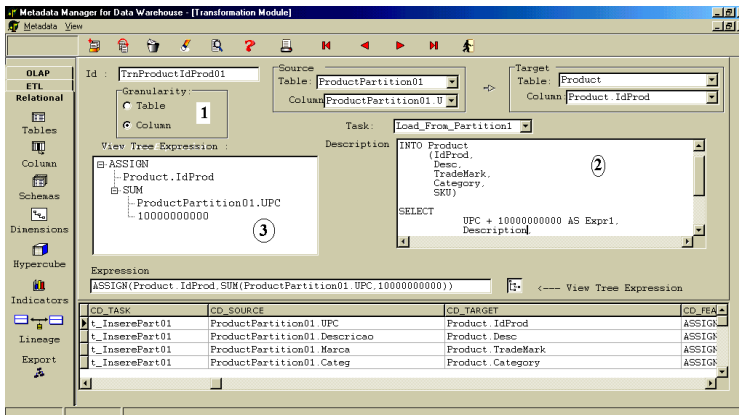 Metadata Manager for Data Warehouse - [Transformation Module]
Metadata View
OLAP
ETL
Relational
Tables
Column
Schemas
Dimensions
Hypercube
Indicators
Lineage
Export
Id : TrnProductIdProd01
Granularity:
Table
Column
1
Source
Table: ProductPartition01
Column ProductPartition01.U
Target
Table: Product
Column: Product.IdProd
Task: Load_From_Partition1
View Tree Expression :
ASSIGN
Product.IdProd
SUM
ProductPartition01.UPC
10000000000
3
Description
INTO Product
(IdProd,
Desc,
TradeMark,
Category,
SKU)
SELECT
UPC + 10000000000 AS Expr1,
Description,
2
Expression
ASSIGN(Product.IdProd,SUM(ProductPartition01.UPC,10000000000))
<--- View Tree Expression
CD_TASK CD_SOURCE CD_TARGET CD_FEA
t_InserePart01 ProductPartition01.UPC Product.IdProd ASSIGN
t_InserePart01 ProductPartition01.Descricao Product.Desc ASSIGN
t_InserePart01 ProductPartition01.Marca Product.TradeMark ASSIGN
t_InserePart01 ProductPartition01.Categ Product.Category ASSIGN